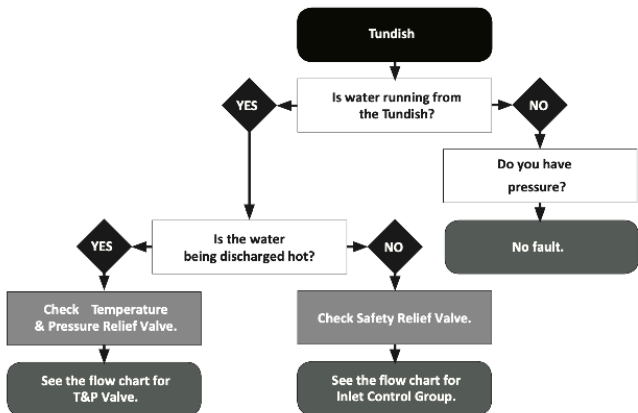 Tundish
Is water running from
the Tundish?
YES
NO
Do you have
pressure?
No fault.
Is the water
being discharged hot?
YES
NO
Check Temperature
& Pressure Relief Valve.
Check Safety Relief Valve.
See the flow chart for
T&P Valve.
See the flow chart for
Inlet Control Group.